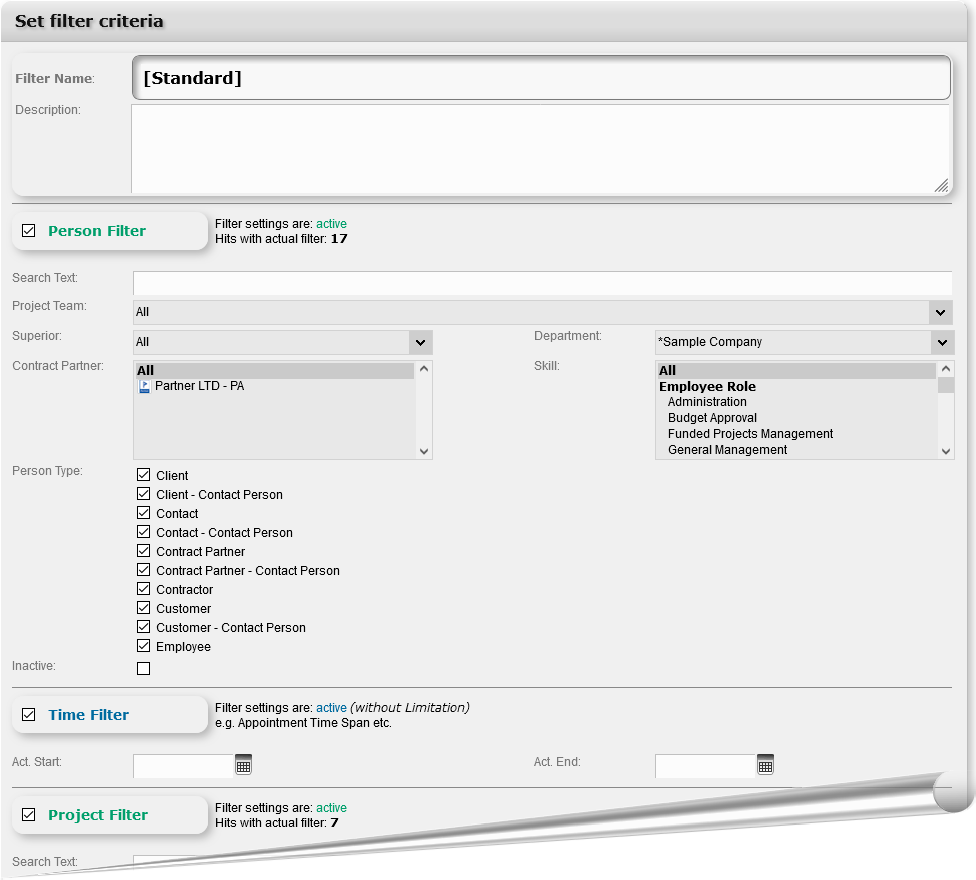 Set filter criteria
Filter Name: [Standard]
Description:
Person Filter
Filter settings are: active
Hits with actual filter: 17
Search Text:
Project Team: All
Superior: All Department: *Sample Company
Contract Partner: All Skill: All
Partner LTD - PA Employee Role
Administration
Budget Approval
Funded Projects Management
General Management
Person Type: Client
Client - Contact Person
Contact
Contact - Contact Person
Contract Partner
Contract Partner - Contact Person
Contractor
Customer
Customer - Contact Person
Employee
Inactive:
Time Filter
Filter settings are: active (without Limitation)
e.g. Appointment Time Span etc.
Act. Start: Act. End:
Project Filter
Filter settings are: active
Hits with actual filter: 7
Search Text: